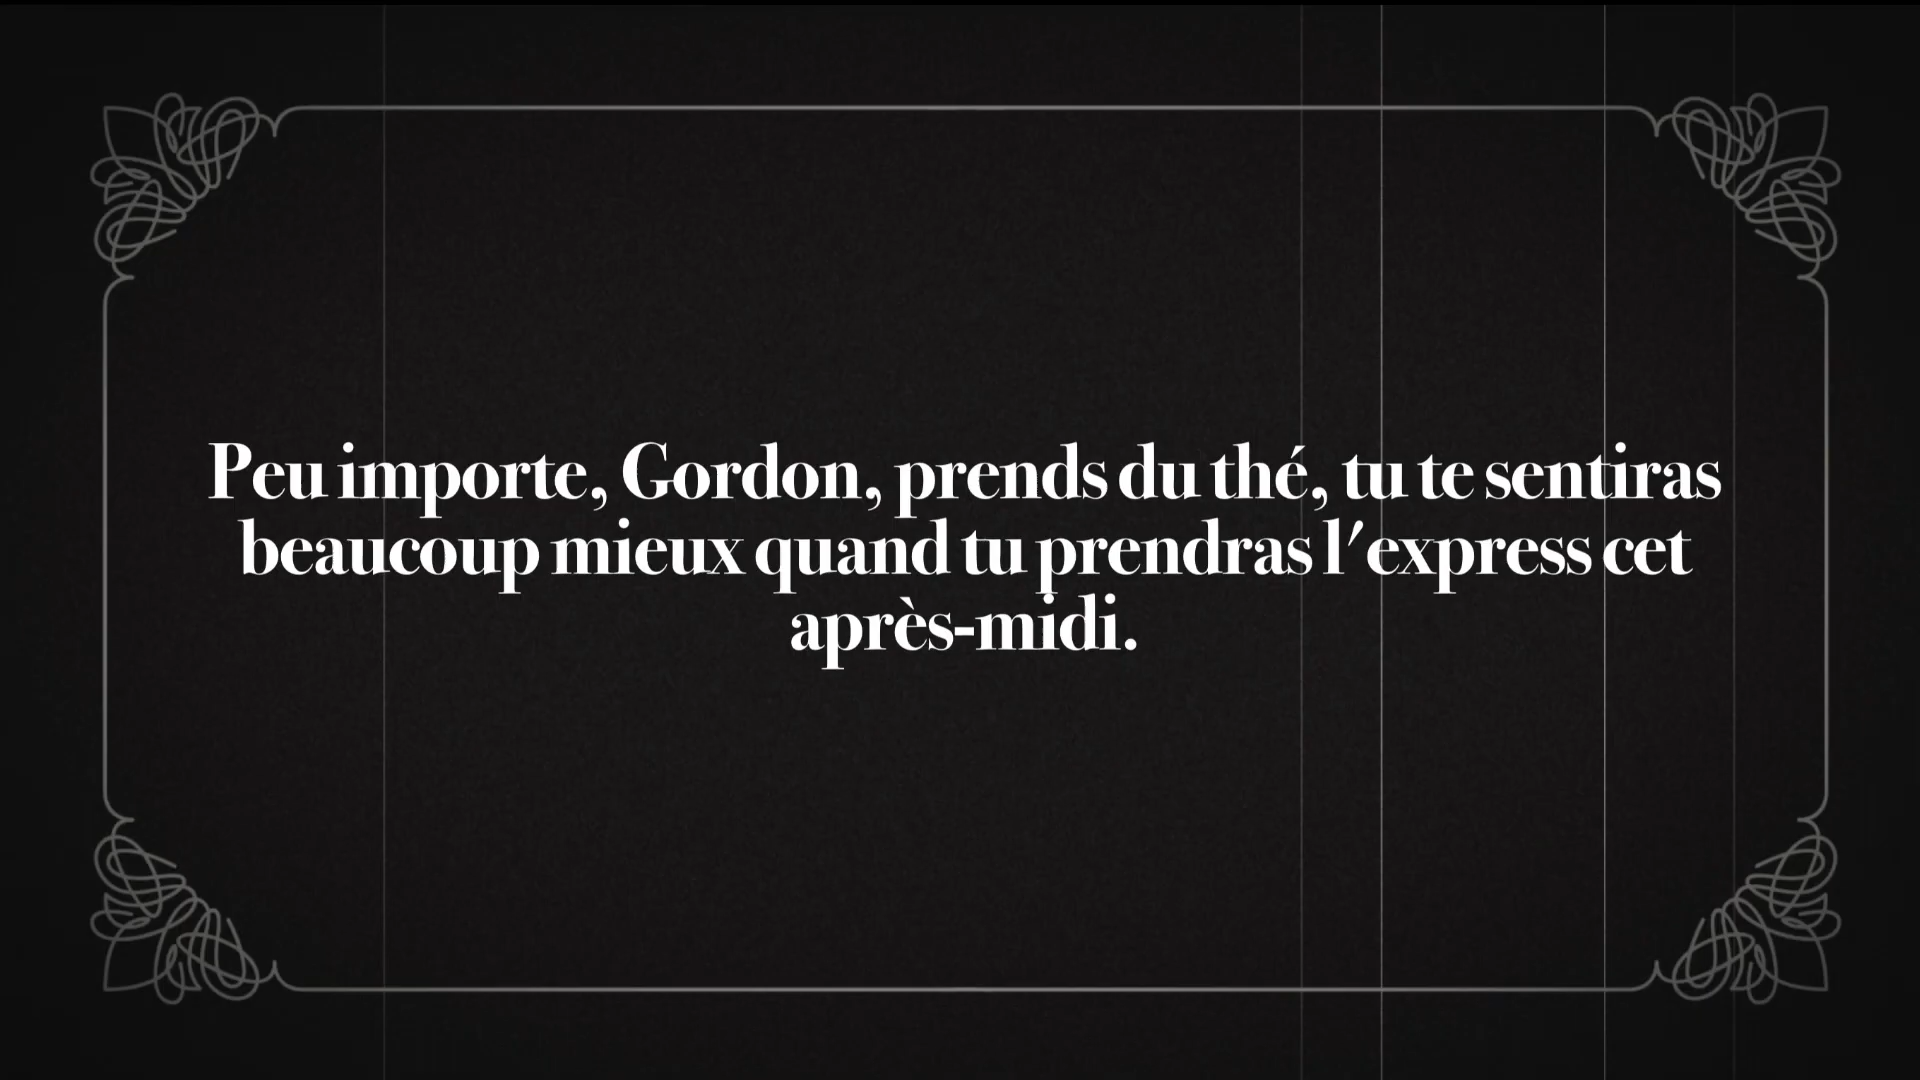 Peu importe, Gordon, prends du thé, tu te sentiras
beaucoup mieux quand tu prendras l'express cet
après-midi.